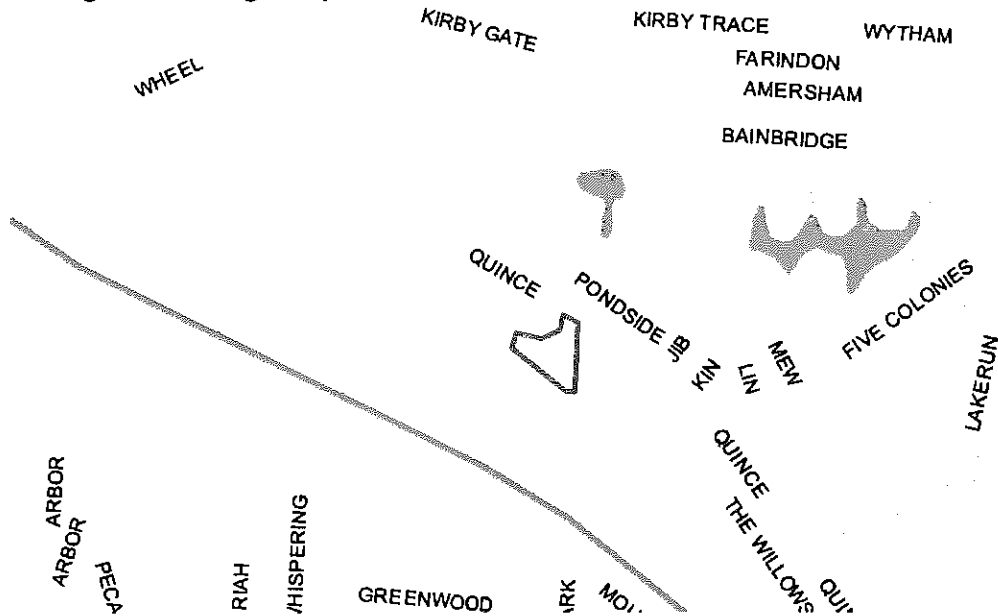 KIRBY GATE
KIRBY TRACE
WYTHAM
FARINDON
AMERSHAM
WHEEL
BAINBRIDGE
QUINCE
PONDSIDE
JIB
KIN
LIN
MEW
FIVE COLONIES
LAKERUN
QUINCE
THE WILLOWS
ARBOR
ARBOR
GREENWOOD